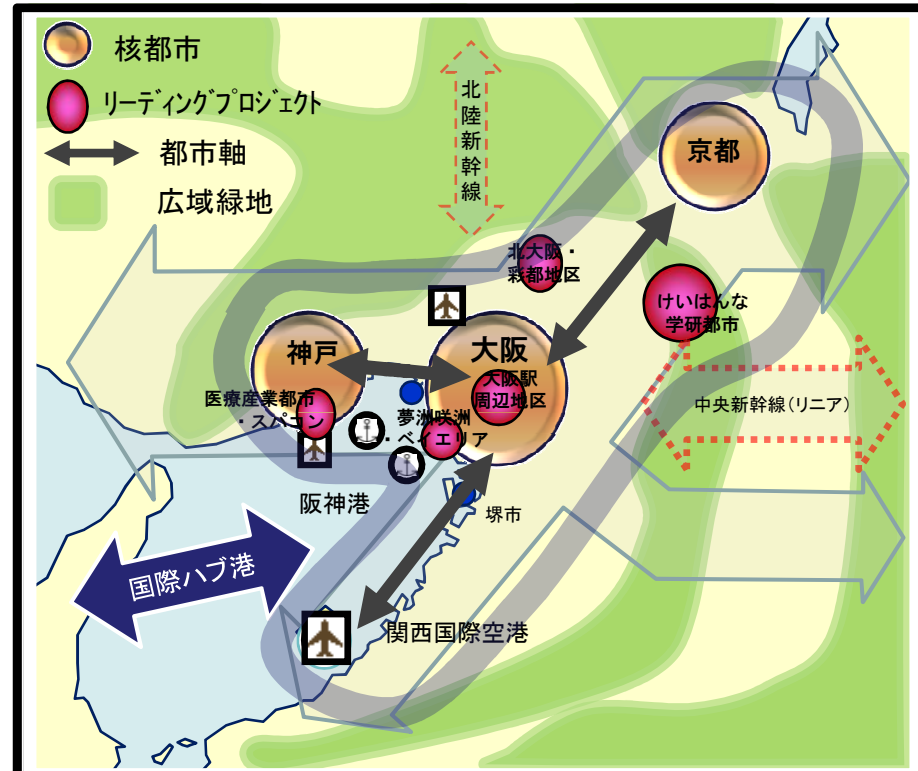 核都市
リーディングプロジェクト
都市軸
広域緑地
北陸新幹線
京都
北大阪・
彩都地区
けいはんな
学研都市
神戸
大阪
大阪駅
周辺地区
中央新幹線(リニア)
医療産業都市
・スパコン
夢洲咲洲
・ベイエリア
阪神港
堺市
国際ハブ港
関西国際空港